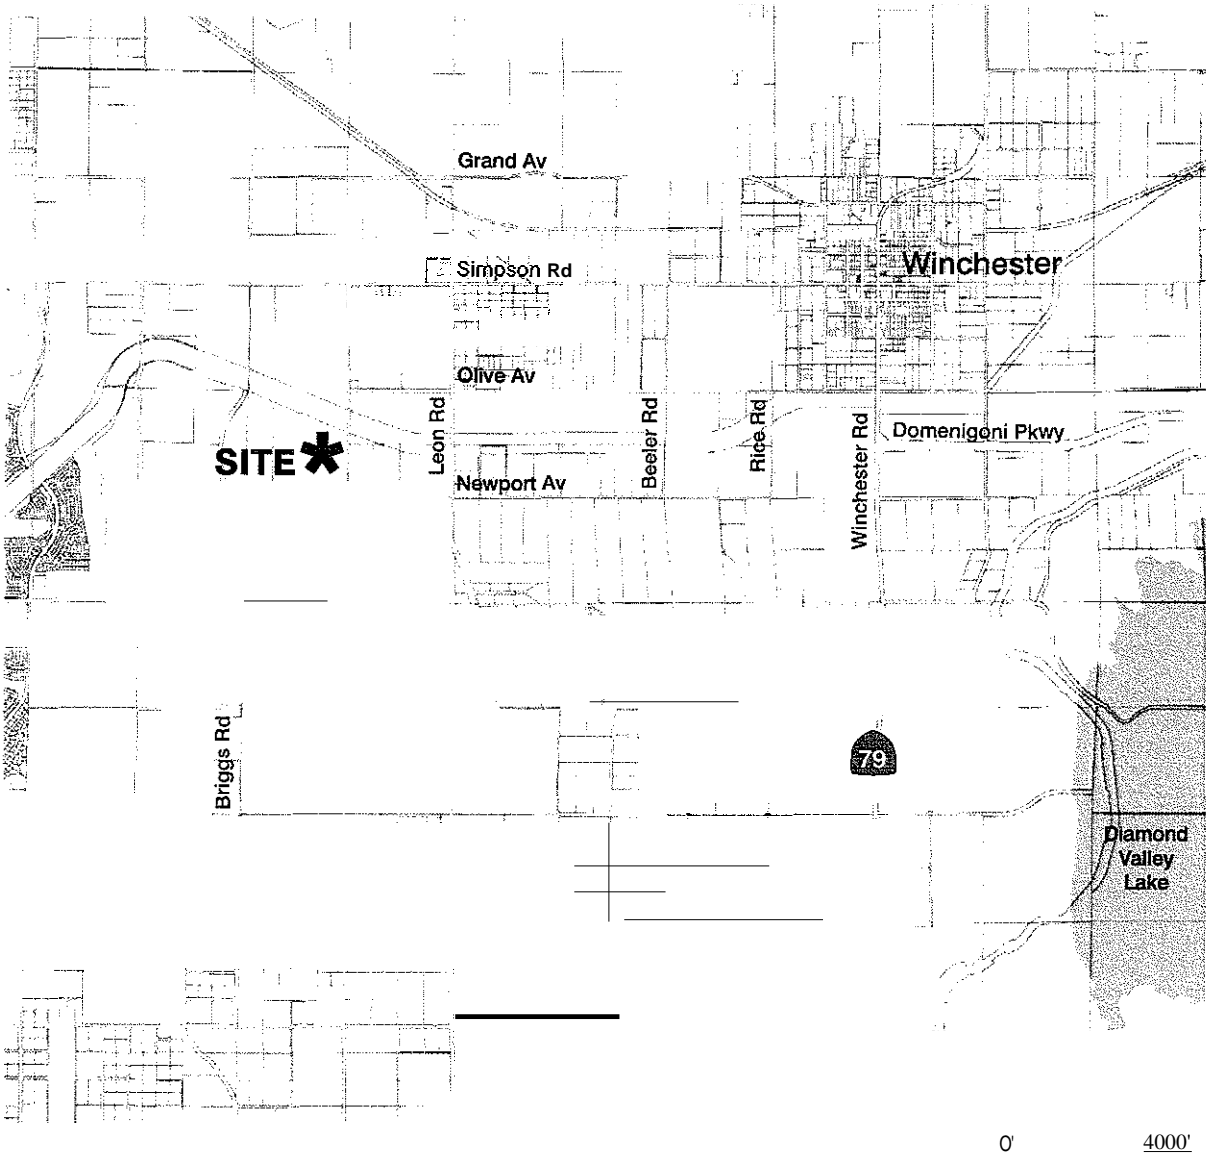 Grand Av
Simpson Rd
Winchester
Olive Av
Leon Rd
Beeler Rd
Rice Rd
Winchester Rd
Domenigoni Pkwy
SITE*
Newport Av
Briggs Rd
79
Diamond
Valley
Lake
0'
4000'